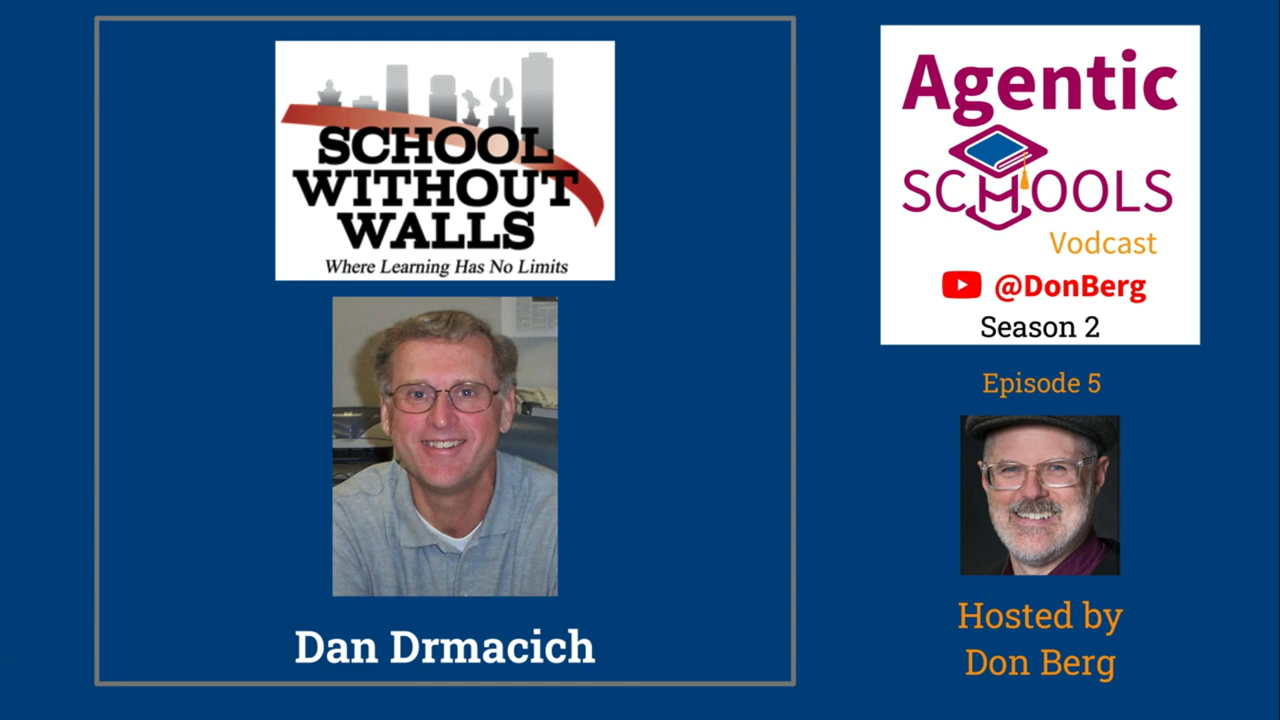 SCHOOL
WITHOUT
WALLS
Where Learning Has No Limits
Dan Drmacich
Agentic
SCHOOLS
Vodcast
@DonBerg
Season 2
Episode 5
Hosted by
Don Berg